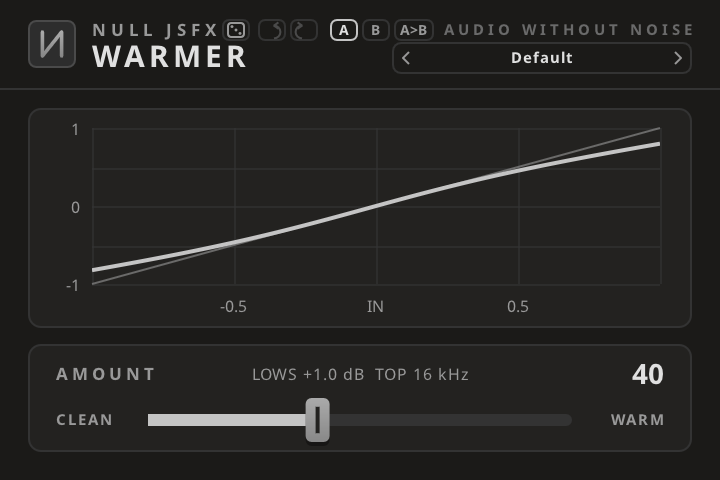 NULL JSFX A B A>B AUDIO WITHOUT NOISE
WARMER
Default
1
0
-1
-0.5 IN 0.5
AMOUNT LOWS +1.0 dB TOP 16 kHz 40
CLEAN WARM